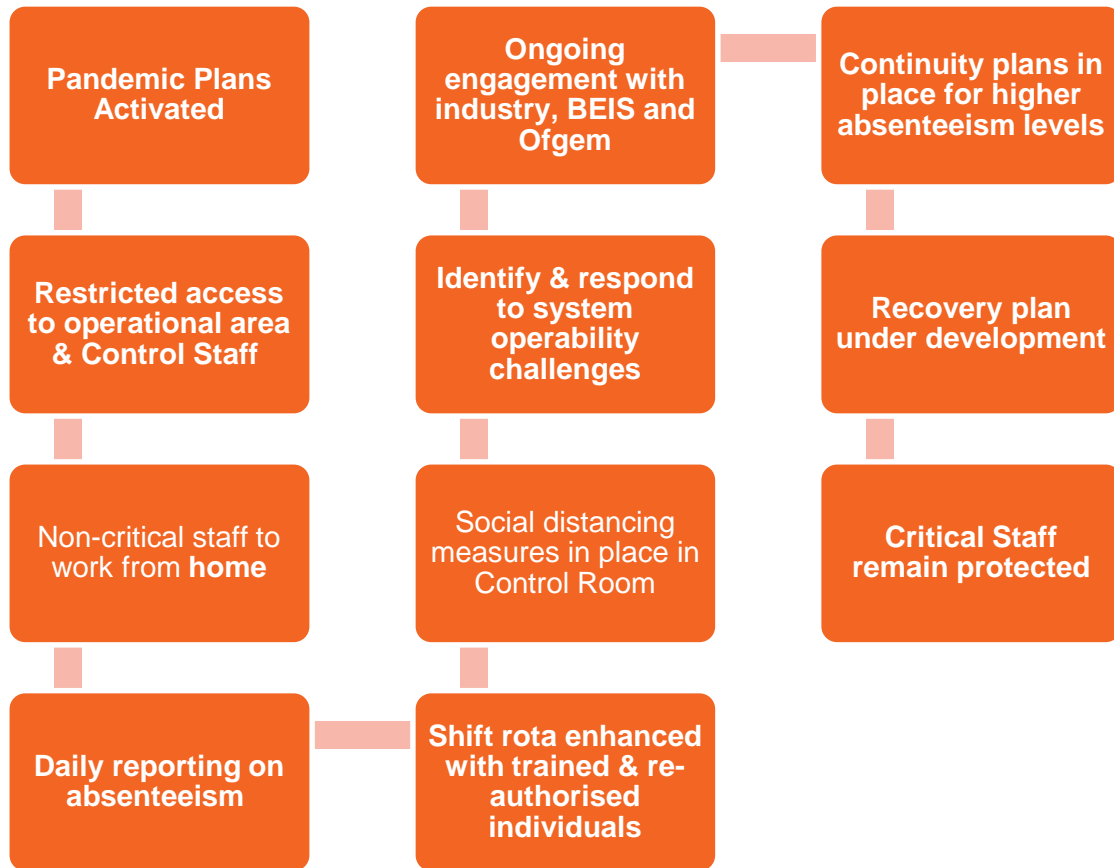 Pandemic Plans
Activated
Restricted access
to operational area
& Control Staff
Non-critical staff to
work from home
Daily reporting on
absenteeism
Shift rota enhanced
with trained & re-
authorised
individuals
Social distancing
measures in place in
Control Room
Identify & respond
to system
operability
challenges
Ongoing
engagement with
industry, BEIS and
Ofgem
Continuity plans in
place for higher
absenteeism levels
Recovery plan
under development
Critical Staff
remain protected